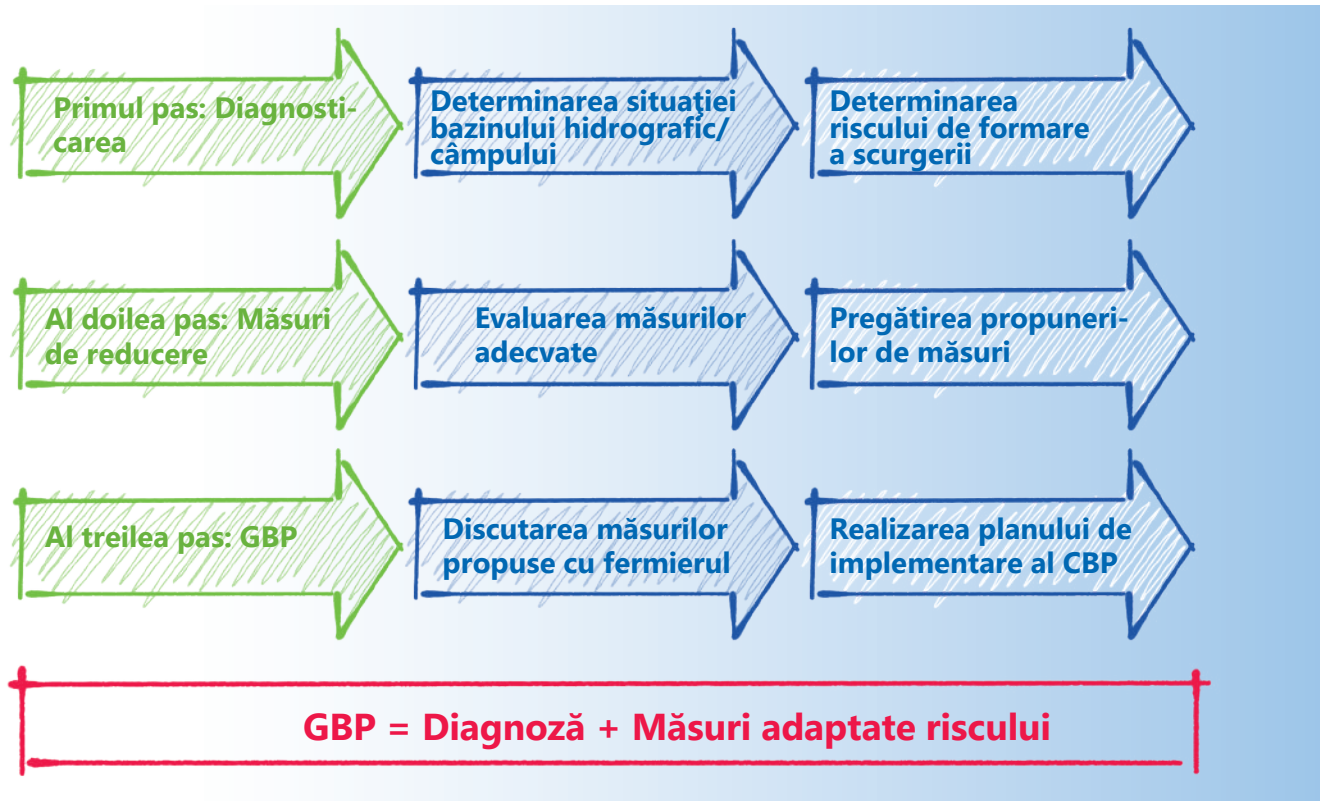 Primul pas: Diagnosti-
carea
Determinarea situației
bazinului hidrografic/
câmpului
Determinarea
riscului de formare
a scurgerii
Al doilea pas: Măsuri
de reducere
Evaluarea măsurilor
adecvate
Pregătirea propuneri-
lor de măsuri
Al treilea pas: GBP
Discutarea măsurilor
propuse cu fermierul
Realizarea planului de
implementare al CBP
GBP = Diagnoză + Măsuri adaptate riscului